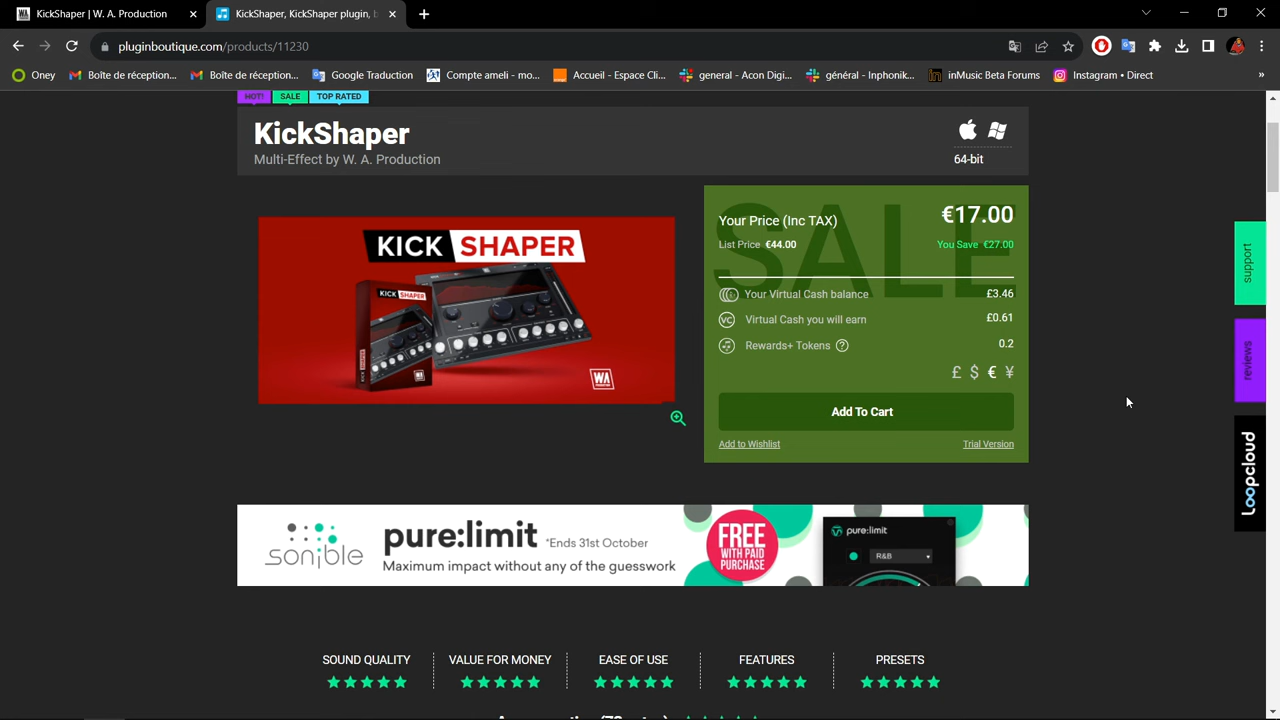 KickShaper | W. A. Production
KickShaper, KickShaper plugin, b
pluginboutique.com/products/11230
Oney
Boîte de réception...
Boîte de réception...
Google Traduction
Compte ameli - mo...
Accueil - Espace Cli...
general - Acon Digi...
général - Inphonik...
inMusic Beta Forums
Instagram • Direct
»
HOT!
SALE
TOP RATED
KickShaper
Multi-Effect by W. A. Production
64-bit
KICK SHAPER
KICK SHAPER
WA
WA PRODUCTION
SALE
Your Price (Inc TAX)
€17.00
List Price €44.00
You Save €27.00
Your Virtual Cash balance
£3.46
VC
Virtual Cash you will earn
£0.61
Rewards+ Tokens ?
0.2
£ $ € ¥
Add To Cart
Add to Wishlist
Trial Version
support
reviews
Loopcloud
sonible
pure:limit *Ends 31st October
Maximum impact without any of the guesswork
FREE
WITH PAID
PURCHASE
pure:limit
R&B
SOUND QUALITY
VALUE FOR MONEY
EASE OF USE
FEATURES
PRESETS